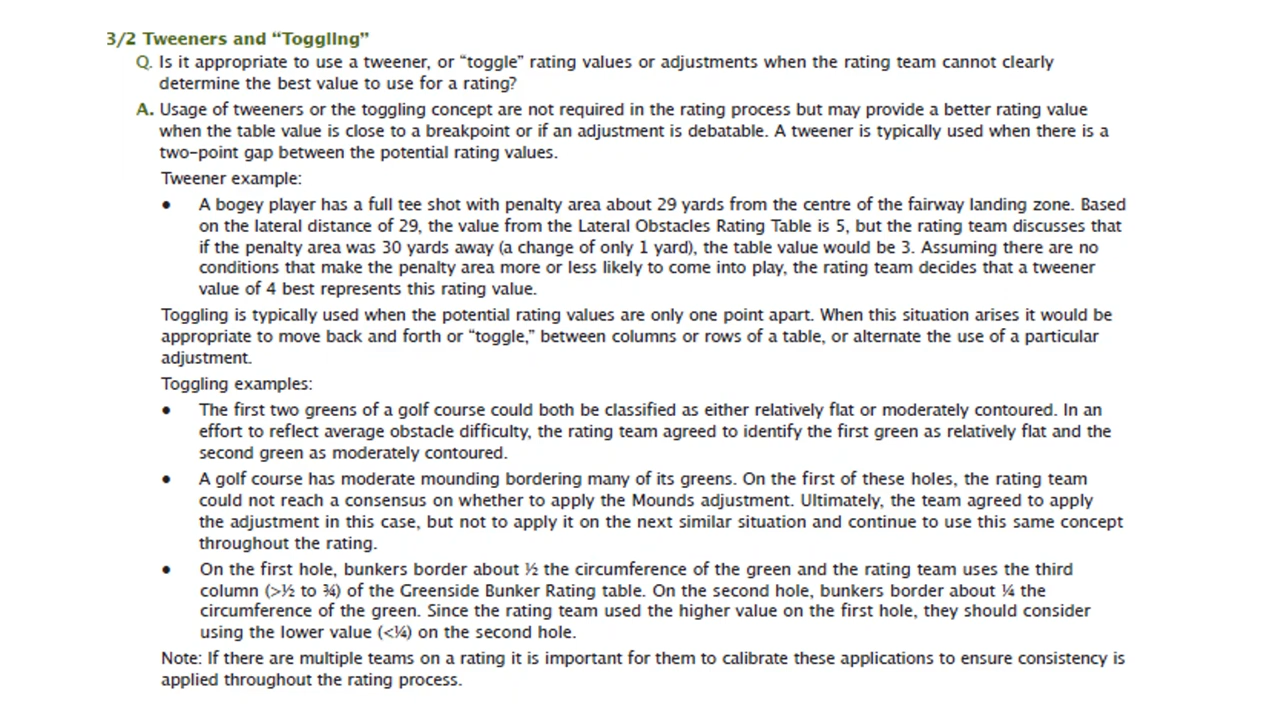 3/2 Tweeners and “Toggling”
Q. Is it appropriate to use a tweener, or “toggle” rating values or adjustments when the rating team cannot clearly
determine the best value to use for a rating?
A. Usage of tweeners or the toggling concept are not required in the rating process but may provide a better rating value
when the table value is close to a breakpoint or if an adjustment is debatable. A tweener is typically used when there is a
two-point gap between the potential rating values.
Tweener example:
• A bogey player has a full tee shot with penalty area about 29 yards from the centre of the fairway landing zone. Based
on the lateral distance of 29, the value from the Lateral Obstacles Rating Table is 5, but the rating team discusses that
if the penalty area was 30 yards away (a change of only 1 yard), the table value would be 3. Assuming there are no
conditions that make the penalty area more or less likely to come into play, the rating team decides that a tweener
value of 4 best represents this rating value.
Toggling is typically used when the potential rating values are only one point apart. When this situation arises it would be
appropriate to move back and forth or “toggle,” between columns or rows of a table, or alternate the use of a particular
adjustment.
Toggling examples:
• The first two greens of a golf course could both be classified as either relatively flat or moderately contoured. In an
effort to reflect average obstacle difficulty, the rating team agreed to identify the first green as relatively flat and the
second green as moderately contoured.
• A golf course has moderate mounding bordering many of its greens. On the first of these holes, the rating team
could not reach a consensus on whether to apply the Mounds adjustment. Ultimately, the team agreed to apply
the adjustment in this case, but not to apply it on the next similar situation and continue to use this same concept
throughout the rating.
• On the first hole, bunkers border about ½ the circumference of the green and the rating team uses the third
column (>½ to ¾) of the Greenside Bunker Rating table. On the second hole, bunkers border about ¼ the
circumference of the green. Since the rating team used the higher value on the first hole, they should consider
using the lower value (<¼) on the second hole.
Note: If there are multiple teams on a rating it is important for them to calibrate these applications to ensure consistency is
applied throughout the rating process.